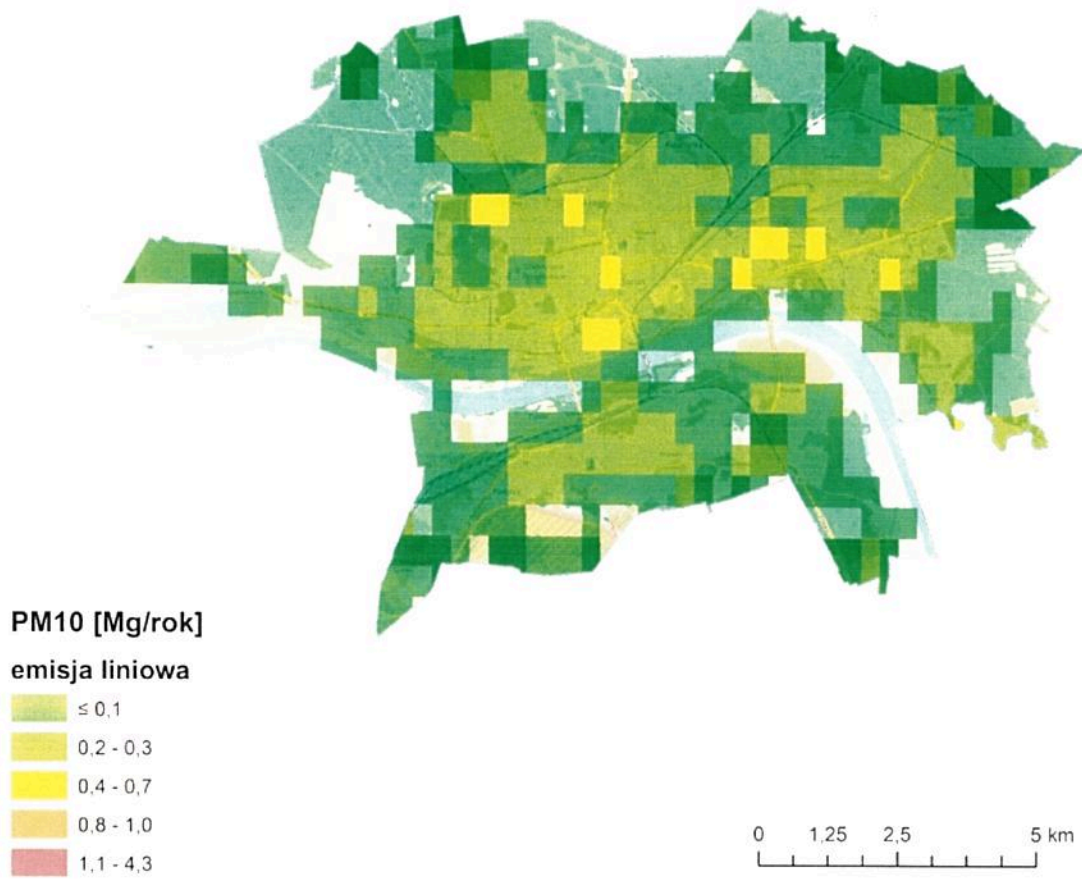 PM10 [Mg/rok]
emisja liniowa
≤ 0,1
0,2 - 0,3
0,4 - 0,7
0,8 - 1,0
1,1 - 4,3
0 1,25 2,5 5 km